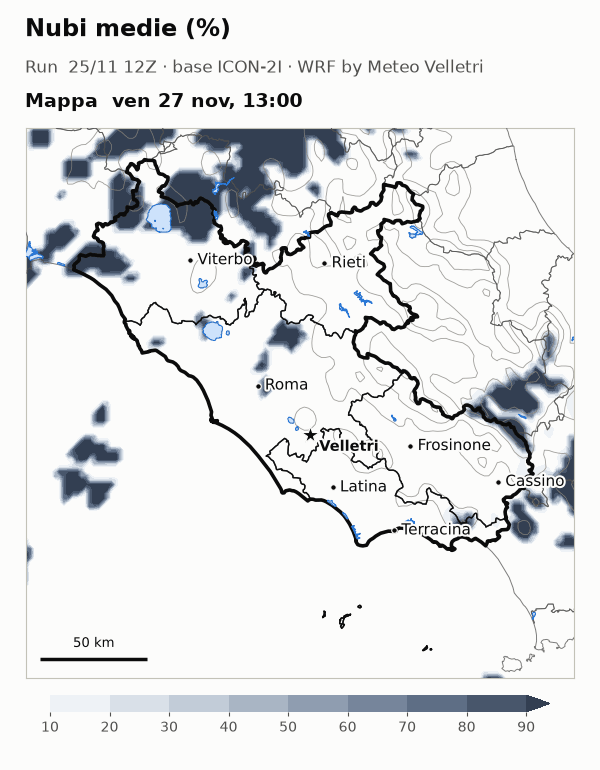 Nubi medie (%)
Run 25/11 12Z · base ICON-2I · WRF by Meteo Velletri
Mappa ven 27 nov, 13:00
Viterbo
Rieti
Roma
Velletri
Frosinone
Cassino
Latina
Terracina
50 km
10 20 30 40 50 60 70 80 90